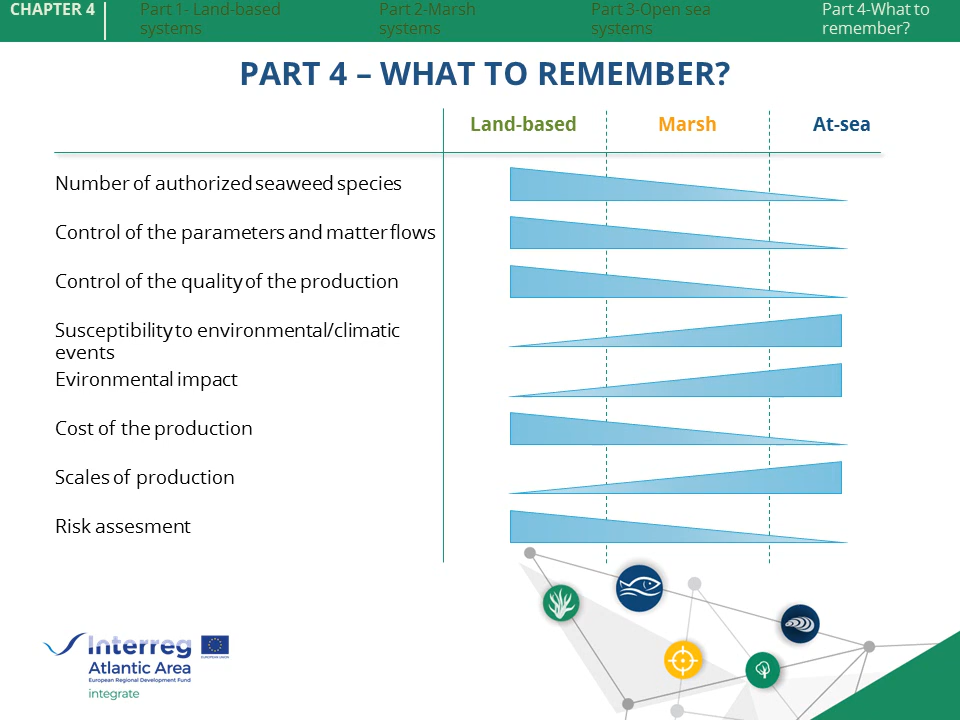 CHAPTER 4
Part 1- Land-based
systems
Part 2-Marsh
systems
Part 3-Open sea
systems
Part 4-What to
remember?
PART 4 – WHAT TO REMEMBER?
Land-based
Marsh
At-sea
Number of authorized seaweed species
Control of the parameters and matter flows
Control of the quality of the production
Susceptibility to environmental/climatic
events
Evironmental impact
Cost of the production
Scales of production
Risk assesment
Interreg
EUROPEAN UNION
Atlantic Area
European Regional Development Fund
integrate